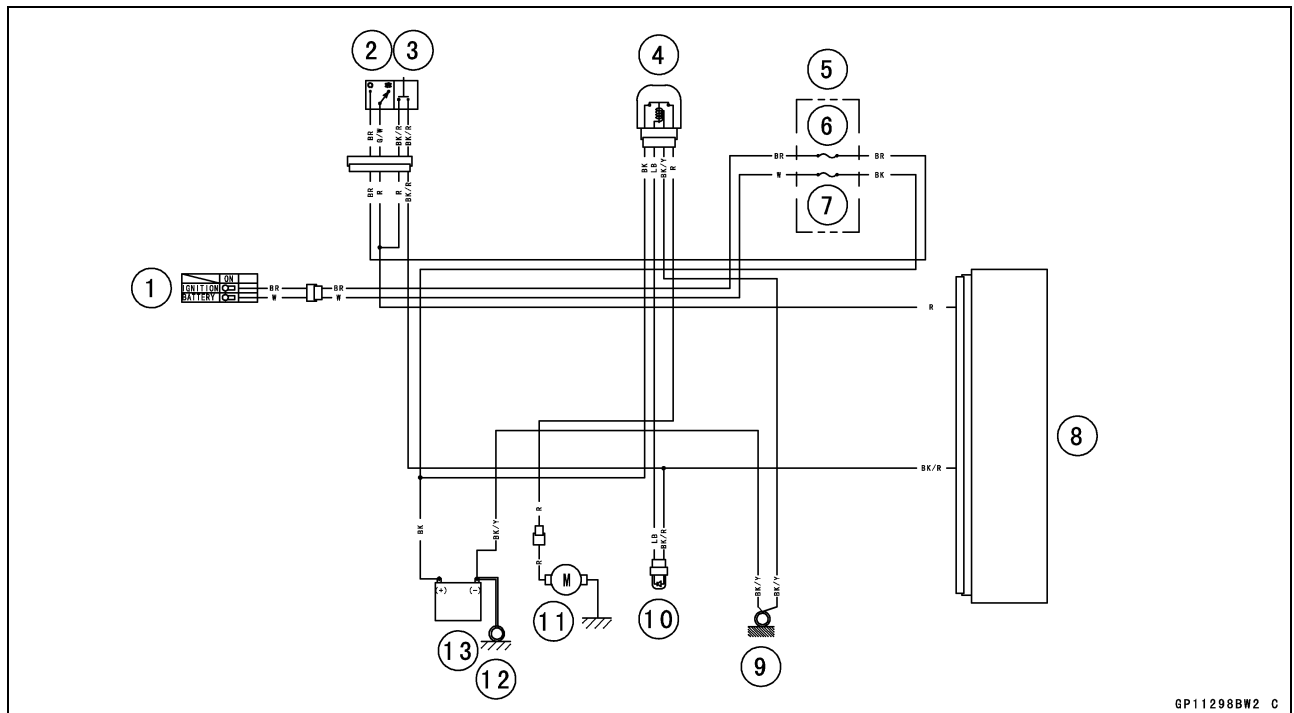 2 3 4 5
6
BR G/W BK/R BK/R
BR BR
W BK
BK LB BK/Y R
7
BR R R BK/R
1
ON
IGNITION
BATTERY
BR BR
W W
R
8
BK/R
BK BK/Y R LB BK/R
R BK/Y BK/Y
(+) (-)
M
13 12 11 10 9
GP11298BW2 C